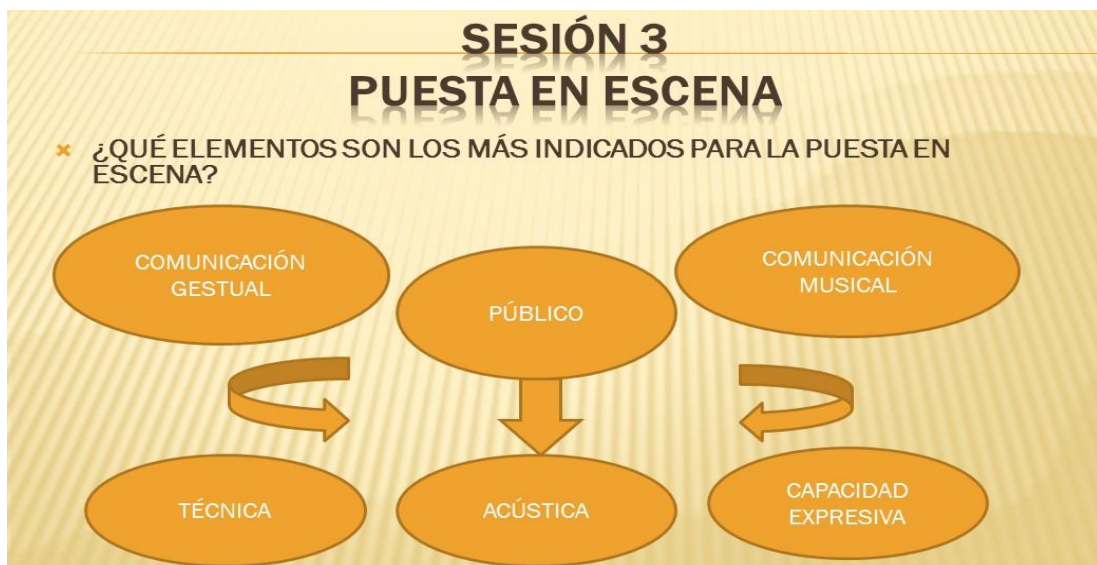 SESIÓN 3
PUESTA EN ESCENA
¿QUÉ ELEMENTOS SON LOS MÁS INDICADOS PARA LA PUESTA EN
ESCENA?
COMUNICACIÓN
GESTUAL
PÚBLICO
COMUNICACIÓN
MUSICAL
TÉCNICA
ACÚSTICA
CAPACIDAD
EXPRESIVA